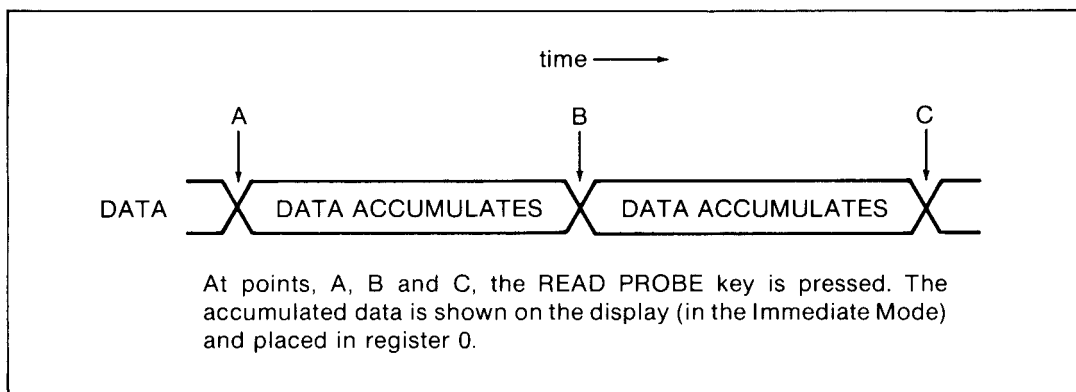 time
A
B
C
DATA
DATA ACCUMULATES
DATA ACCUMULATES
At points, A, B and C, the READ PROBE key is pressed. The
accumulated data is shown on the display (in the Immediate Mode)
and placed in register 0.